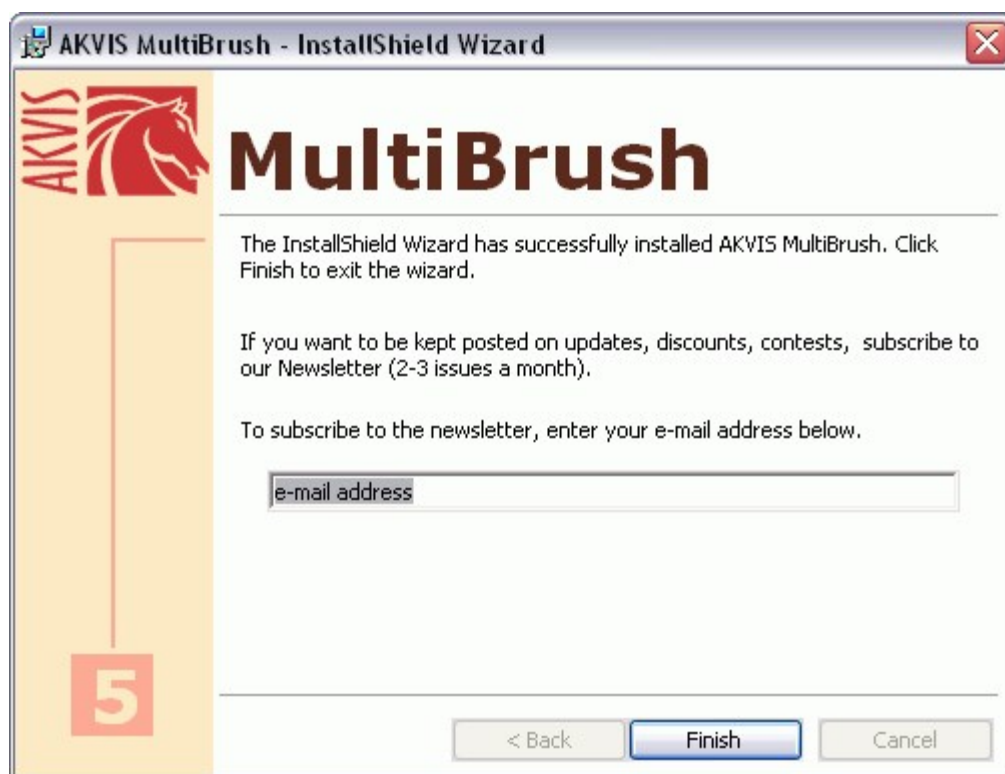 AKVIS MultiBrush - InstallShield Wizard
AKVIS
MultiBrush
The InstallShield Wizard has successfully installed AKVIS MultiBrush. Click
Finish to exit the wizard.
If you want to be kept posted on updates, discounts, contests,  subscribe to
our Newsletter (2-3 issues a month).
To subscribe to the newsletter, enter your e-mail address below.
e-mail address
5
< Back
Finish
Cancel